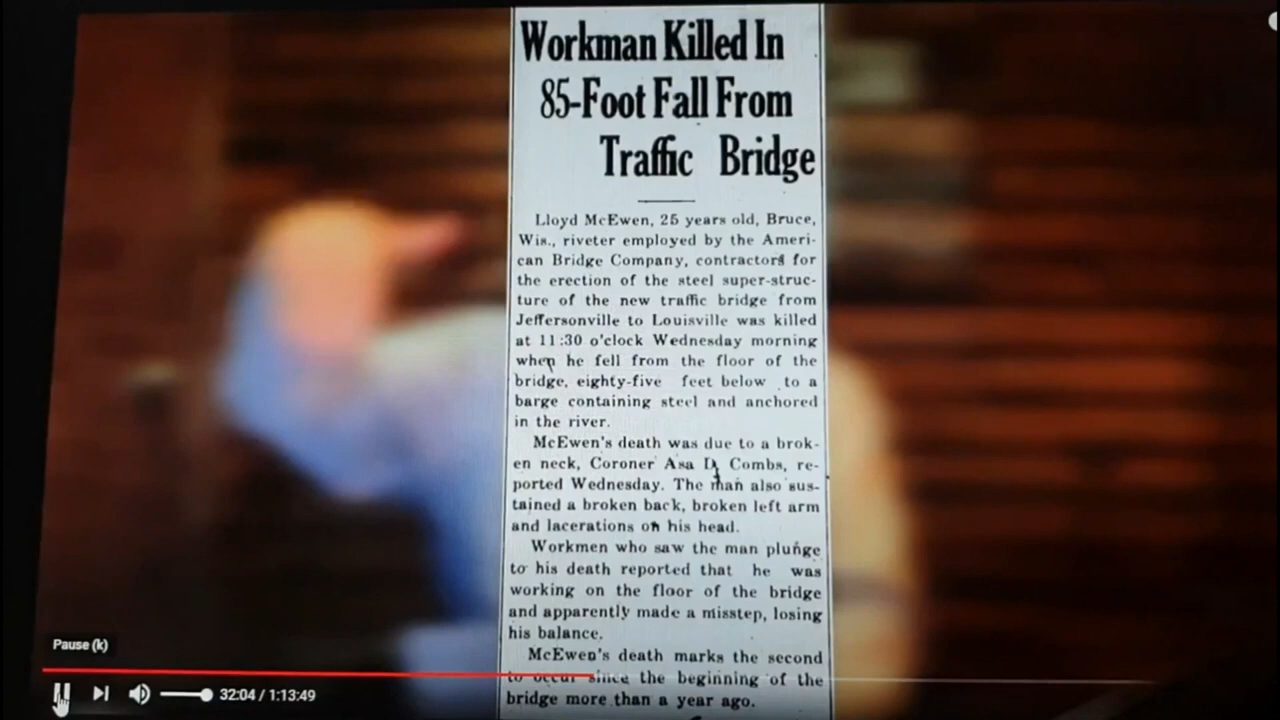 Workman Killed In
85-Foot Fall From
Traffic Bridge
Lloyd McEwen, 25 years old, Bruce,
Wis., riveter employed by the Ameri-
can Bridge Company, contractors for
the erection of the steel super-struc-
ture of the new traffic bridge from
Jeffersonville to Louisville was killed
at 11:30 o'clock Wednesday morning
when he fell from the floor of the
bridge, eighty-five feet below to a
barge containing steel and anchored
in the river.
McEwen's death was due to a brok-
en neck, Coroner Asa D. Combs, re-
ported Wednesday. The man also sus-
tained a broken back, broken left arm
and lacerations on his head.
Workmen who saw the man plunge
to his death reported that he was
working on the floor of the bridge
and apparently made a misstep, losing
his balance.
McEwen's death marks the second
to occur since the beginning of the
bridge more than a year ago.
Pause (k)
32:04 / 1:13:49